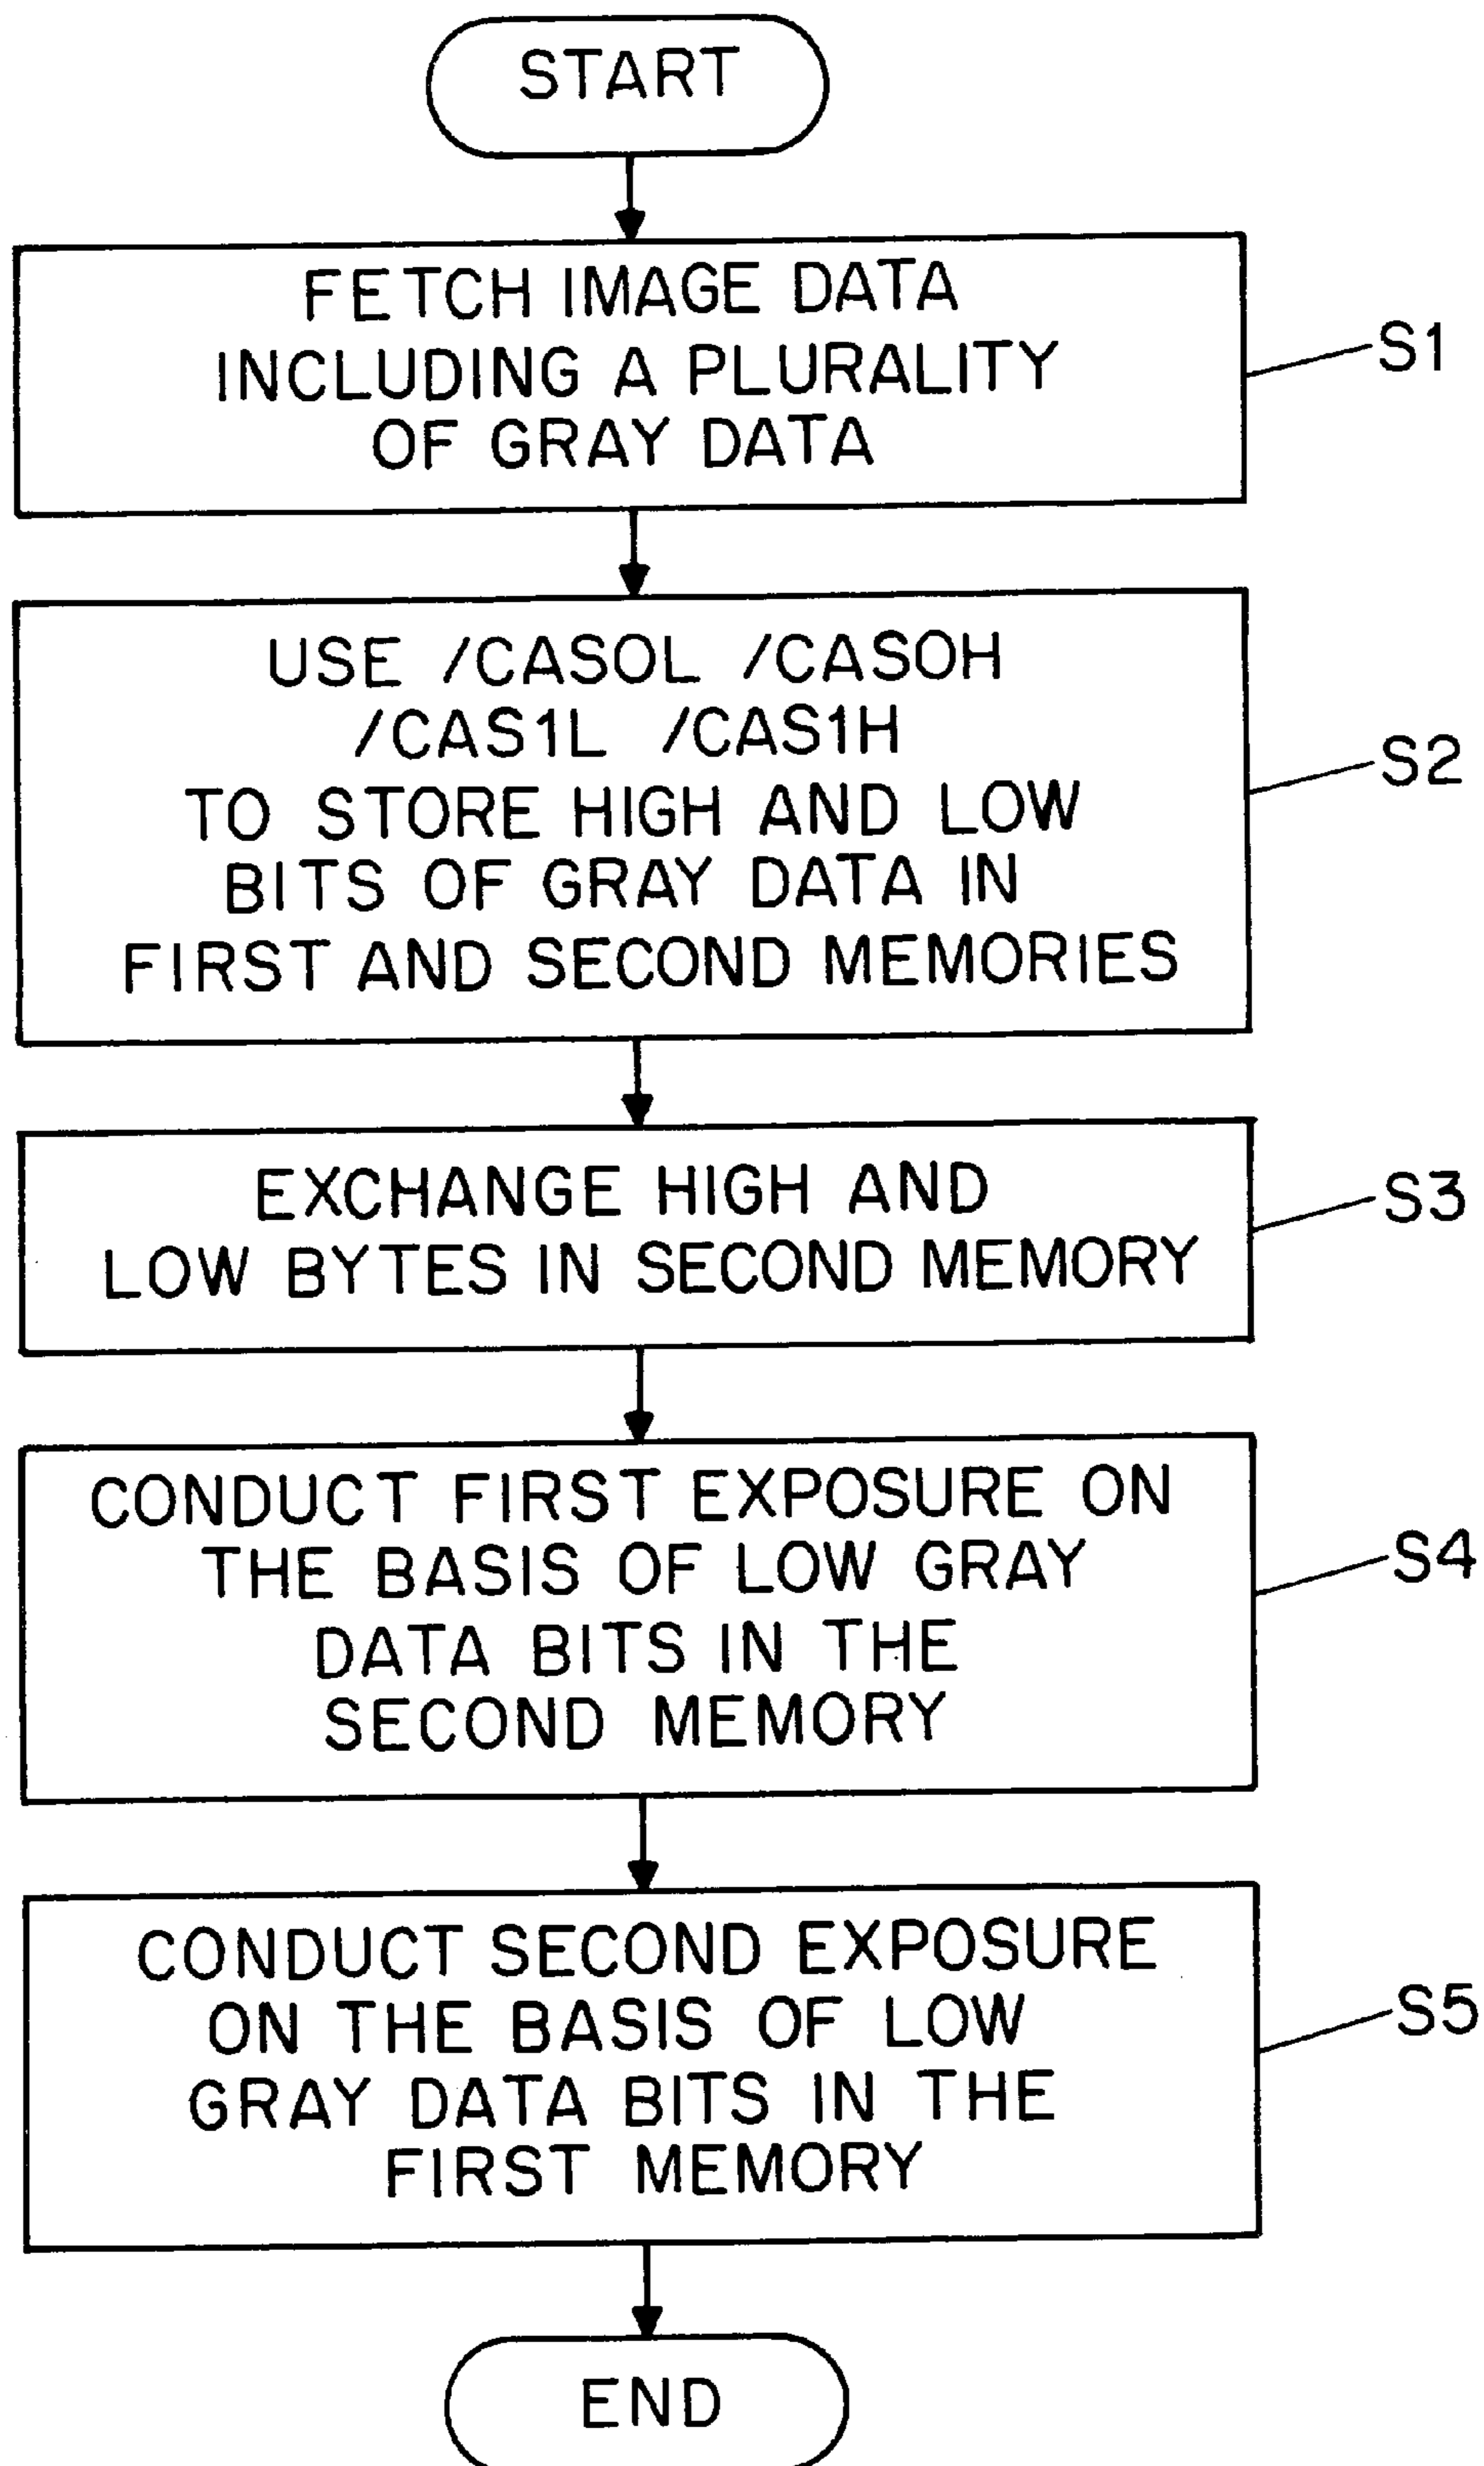 START
FETCH IMAGE DATA
INCLUDING A PLURALITY
OF GRAY DATA
S1
USE /CAS0L /CAS0H
/CAS1L /CAS1H
TO STORE HIGH AND LOW
BITS OF GRAY DATA IN
FIRST AND SECOND MEMORIES
S2
EXCHANGE HIGH AND
LOW BYTES IN SECOND MEMORY
S3
CONDUCT FIRST EXPOSURE ON
THE BASIS OF LOW GRAY
DATA BITS IN THE
SECOND MEMORY
S4
CONDUCT SECOND EXPOSURE
ON THE BASIS OF LOW
GRAY DATA BITS IN THE
FIRST MEMORY
S5
END